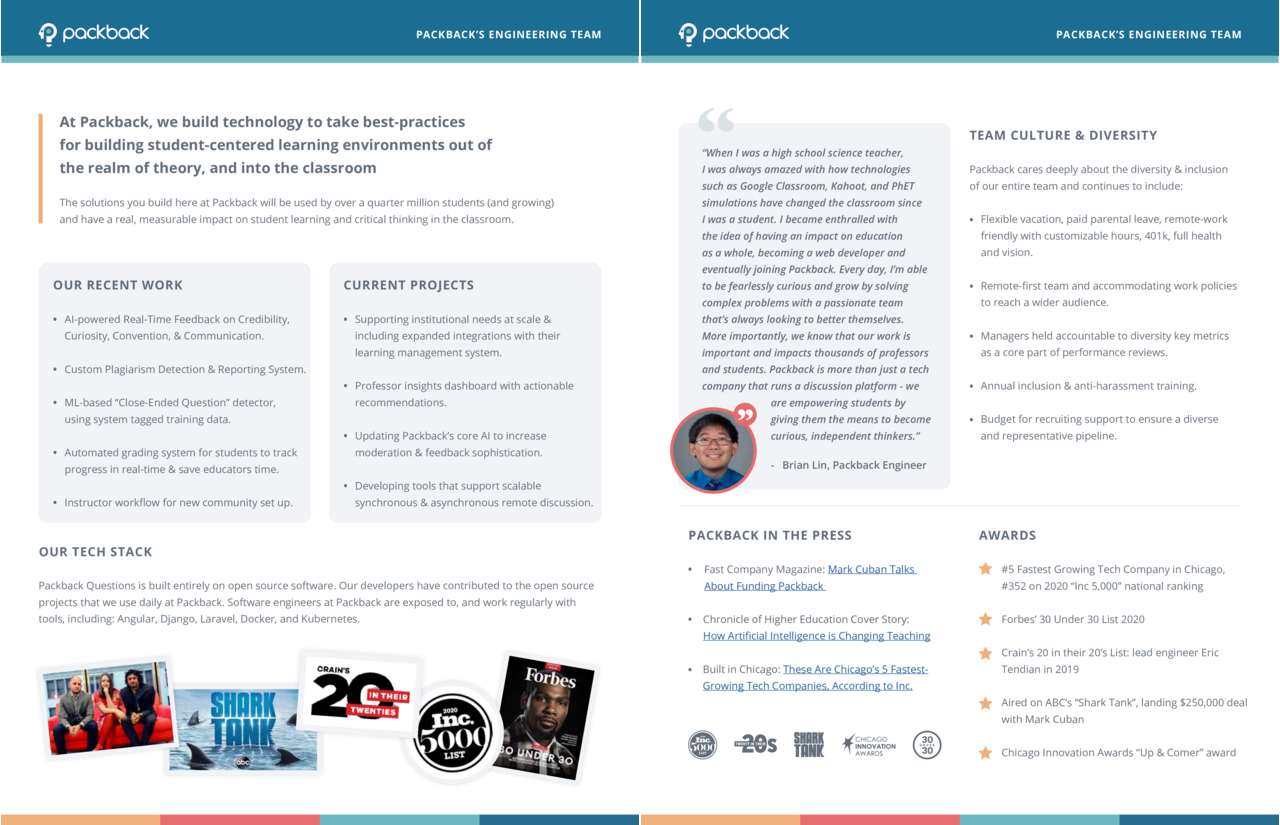 packback
PACKBACK'S ENGINEERING TEAM
At Packback, we build technology to take best-practices
for building student-centered learning environments out of
the realm of theory, and into the classroom
The solutions you build here at Packback will be used by over a quarter million students (and growing)
and have a real, measurable impact on student learning and critical thinking in the classroom.
OUR RECENT WORK
• AI-powered Real-Time Feedback on Credibility,
Curiosity, Convention, & Communication.
• Custom Plagiarism Detection & Reporting System.
• ML-based “Close-Ended Question” detector,
using system tagged training data.
• Automated grading system for students to track
progress in real-time & save educators time.
• Instructor workflow for new community set up.
CURRENT PROJECTS
• Supporting institutional needs at scale &
including expanded integrations with their
learning management system.
• Professor insights dashboard with actionable
recommendations.
• Updating Packback’s core AI to increase
moderation & feedback sophistication.
• Developing tools that support scalable
synchronous & asynchronous remote discussion.
OUR TECH STACK
Packback Questions is built entirely on open source software. Our developers have contributed to the open source
projects that we use daily at Packback. Software engineers at Packback are exposed to, and work regularly with
tools, including: Angular, Django, Laravel, Docker, and Kubernetes.
SHARK
TANK
abc
CRAIN'S
20
IN THEIR
TWENTIES
2020
Inc.
5000
LIST
Forbes
30 UNDER 30
packback
PACKBACK'S ENGINEERING TEAM
“When I was a high school science teacher,
I was always amazed with how technologies
such as Google Classroom, Kahoot, and PhET
simulations have changed the classroom since
I was a student. I became enthralled with
the idea of having an impact on education
as a whole, becoming a web developer and
eventually joining Packback. Every day, I’m able
to be fearlessly curious and grow by solving
complex problems with a passionate team
that’s always looking to better themselves.
More importantly, we know that our work is
important and impacts thousands of professors
and students. Packback is more than just a tech
company that runs a discussion platform - we
are empowering students by
giving them the means to become
curious, independent thinkers.”
- Brian Lin, Packback Engineer
TEAM CULTURE & DIVERSITY
Packback cares deeply about the diversity & inclusion
of our entire team and continues to include:
• Flexible vacation, paid parental leave, remote-work
friendly with customizable hours, 401k, full health
and vision.
• Remote-first team and accommodating work policies
to reach a wider audience.
• Managers held accountable to diversity key metrics
as a core part of performance reviews.
• Annual inclusion & anti-harassment training.
• Budget for recruiting support to ensure a diverse
and representative pipeline.
PACKBACK IN THE PRESS
• Fast Company Magazine: Mark Cuban Talks
About Funding Packback
• Chronicle of Higher Education Cover Story:
How Artificial Intelligence is Changing Teaching
• Built in Chicago: These Are Chicago’s 5 Fastest-
Growing Tech Companies, According to Inc.
Inc.
5000
LIST
TWENTY IN THEIR
20s
SHARK
TANK
CHICAGO
INNOVATION
AWARDS
30
UNDER
30
AWARDS
#5 Fastest Growing Tech Company in Chicago,
#352 on 2020 “Inc 5,000” national ranking
Forbes’ 30 Under 30 List 2020
Crain’s 20 in their 20’s List: lead engineer Eric
Tendian in 2019
Aired on ABC’s “Shark Tank”, landing $250,000 deal
with Mark Cuban
Chicago Innovation Awards “Up & Comer” award